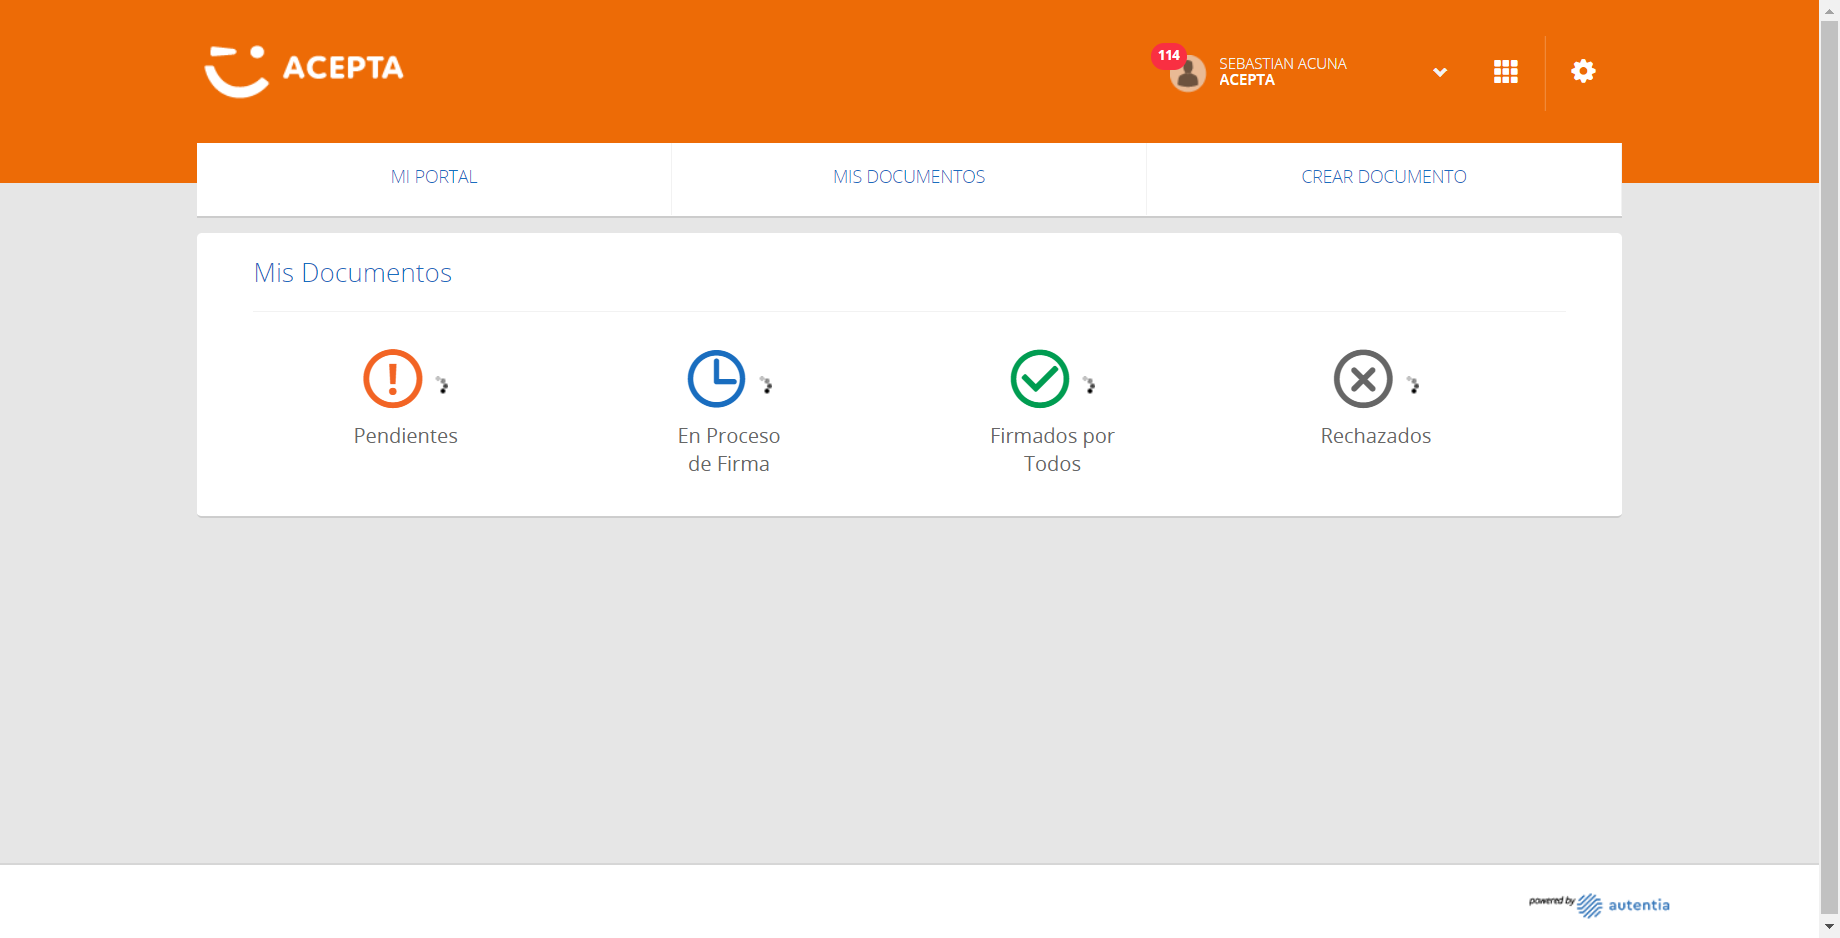 ACEPTA
114
SEBASTIAN ACUNA
ACEPTA
MI PORTAL
MIS DOCUMENTOS
CREAR DOCUMENTO
Mis Documentos
Pendientes
En Proceso
de Firma
Firmados por
Todos
Rechazados
powered by autentia